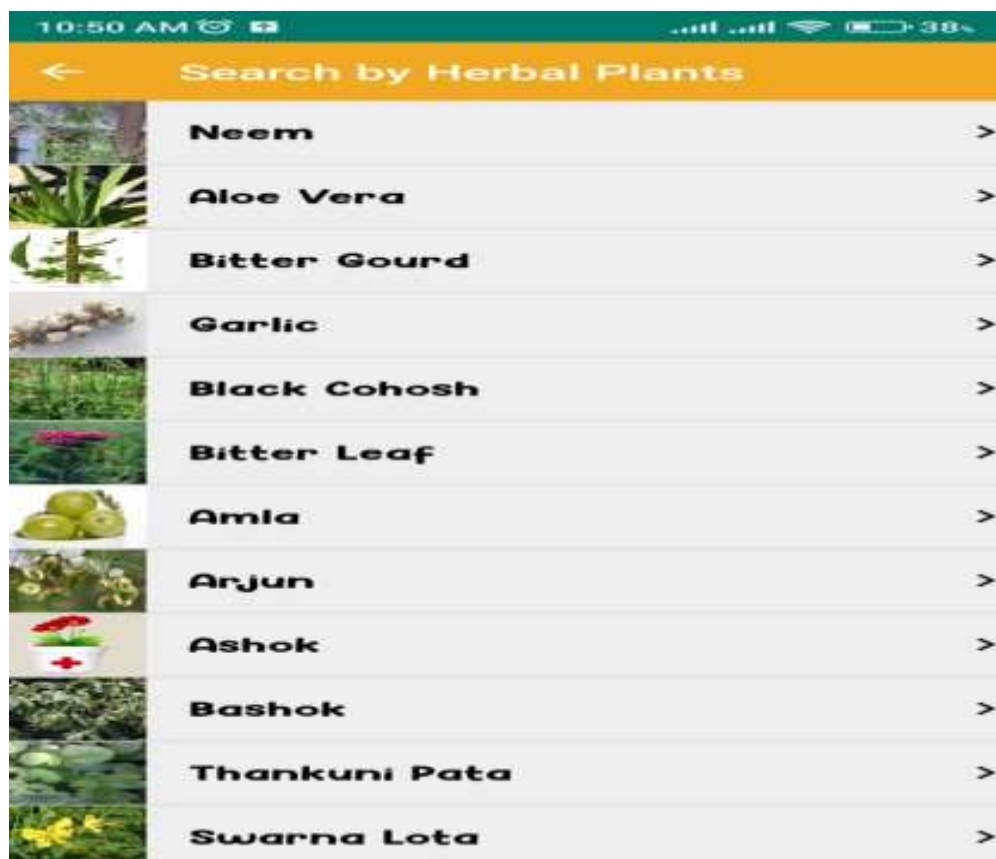 10:50 AM 38%
← Search by Herbal Plants
Neem >
Aloe Vera >
Bitter Gourd >
Garlic >
Black Cohosh >
Bitter Leaf >
Amla >
Arjun >
Ashok >
Bashok >
Thankuni Pata >
Swarna Lota >